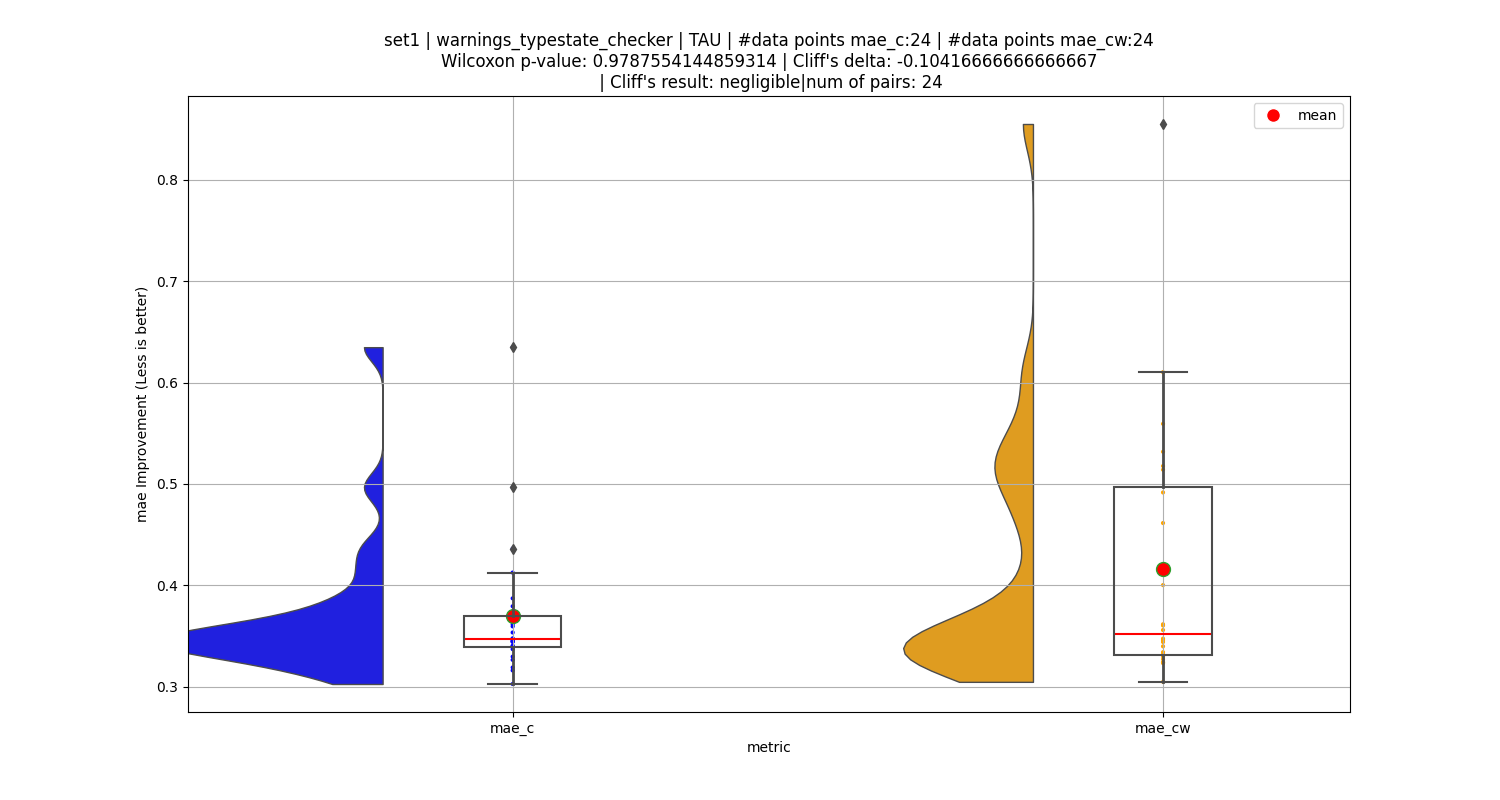 set1 | warnings_typestate_checker | TAU | #data points mae_c:24 | #data points mae_cw:24
Wilcoxon p-value: 0.9787554144859314 | Cliff's delta: -0.10416666666666667
| Cliff's result: negligible|num of pairs: 24
mean
0.8
0.7
0.6
0.5
0.4
0.3
mae Improvement (Less is better)
mae_c
mae_cw
metric